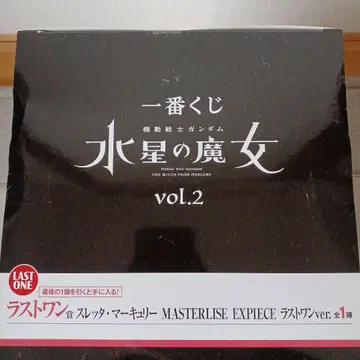 一番くじ
機動戦士ガンダム
水星の魔女
Mobile Suit Gundam
THE WITCH FROM MERCURY
vol.2
LAST
ONE
最後の1個を引くと手に入る!
ラストワン賞 スレッタ・マーキュリー MASTERLISE EXPIECE ラストワンver. 全1種